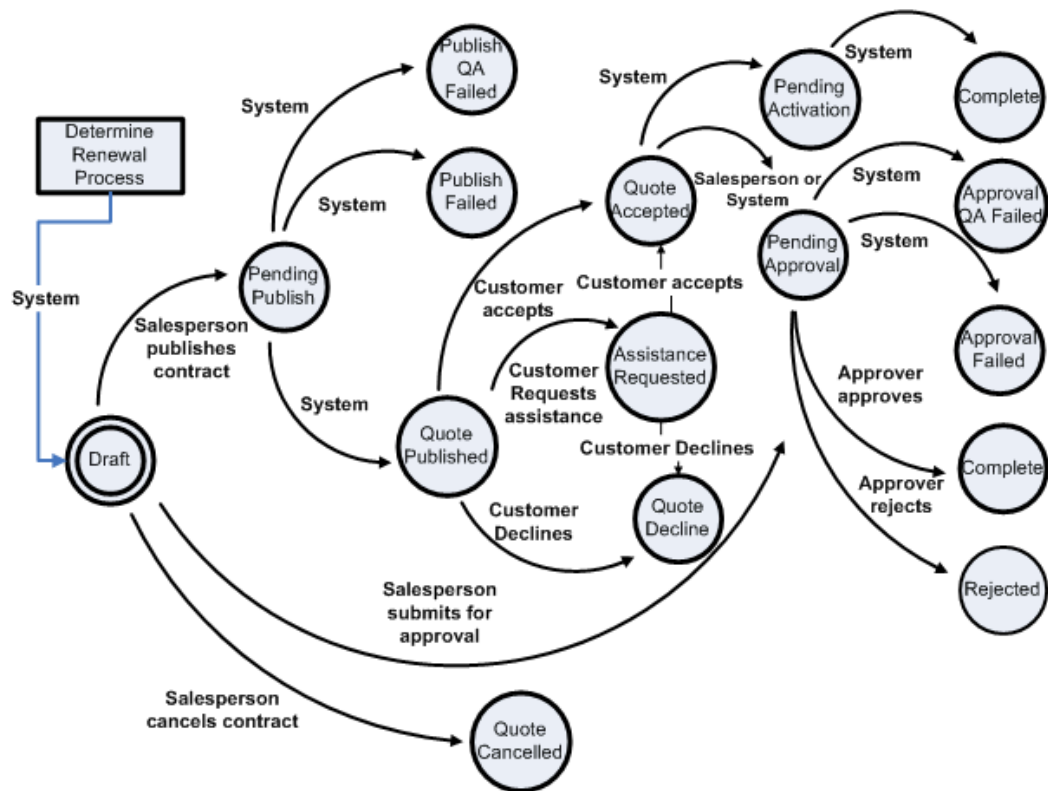 Publish
QA
Failed
System
Pending
Activation
System
Complete
System
Determine
Renewal
Process
Publish
Failed
System
Quote
Accepted
Salesperson or
System
System
Approval
QA Failed
Pending
Approval
System
Pending
Publish
System
Salesperson
publishes
contract
Customer
accepts
Customer accepts
Assistance
Requested
Approval
Failed
Customer
Requests
assistance
Approver
approves
System
Draft
Quote
Published
Customer Declines
Complete
Approver
rejects
Customer
Declines
Quote
Decline
Rejected
Salesperson
submits for
approval
Salesperson
cancels contract
Quote
Cancelled